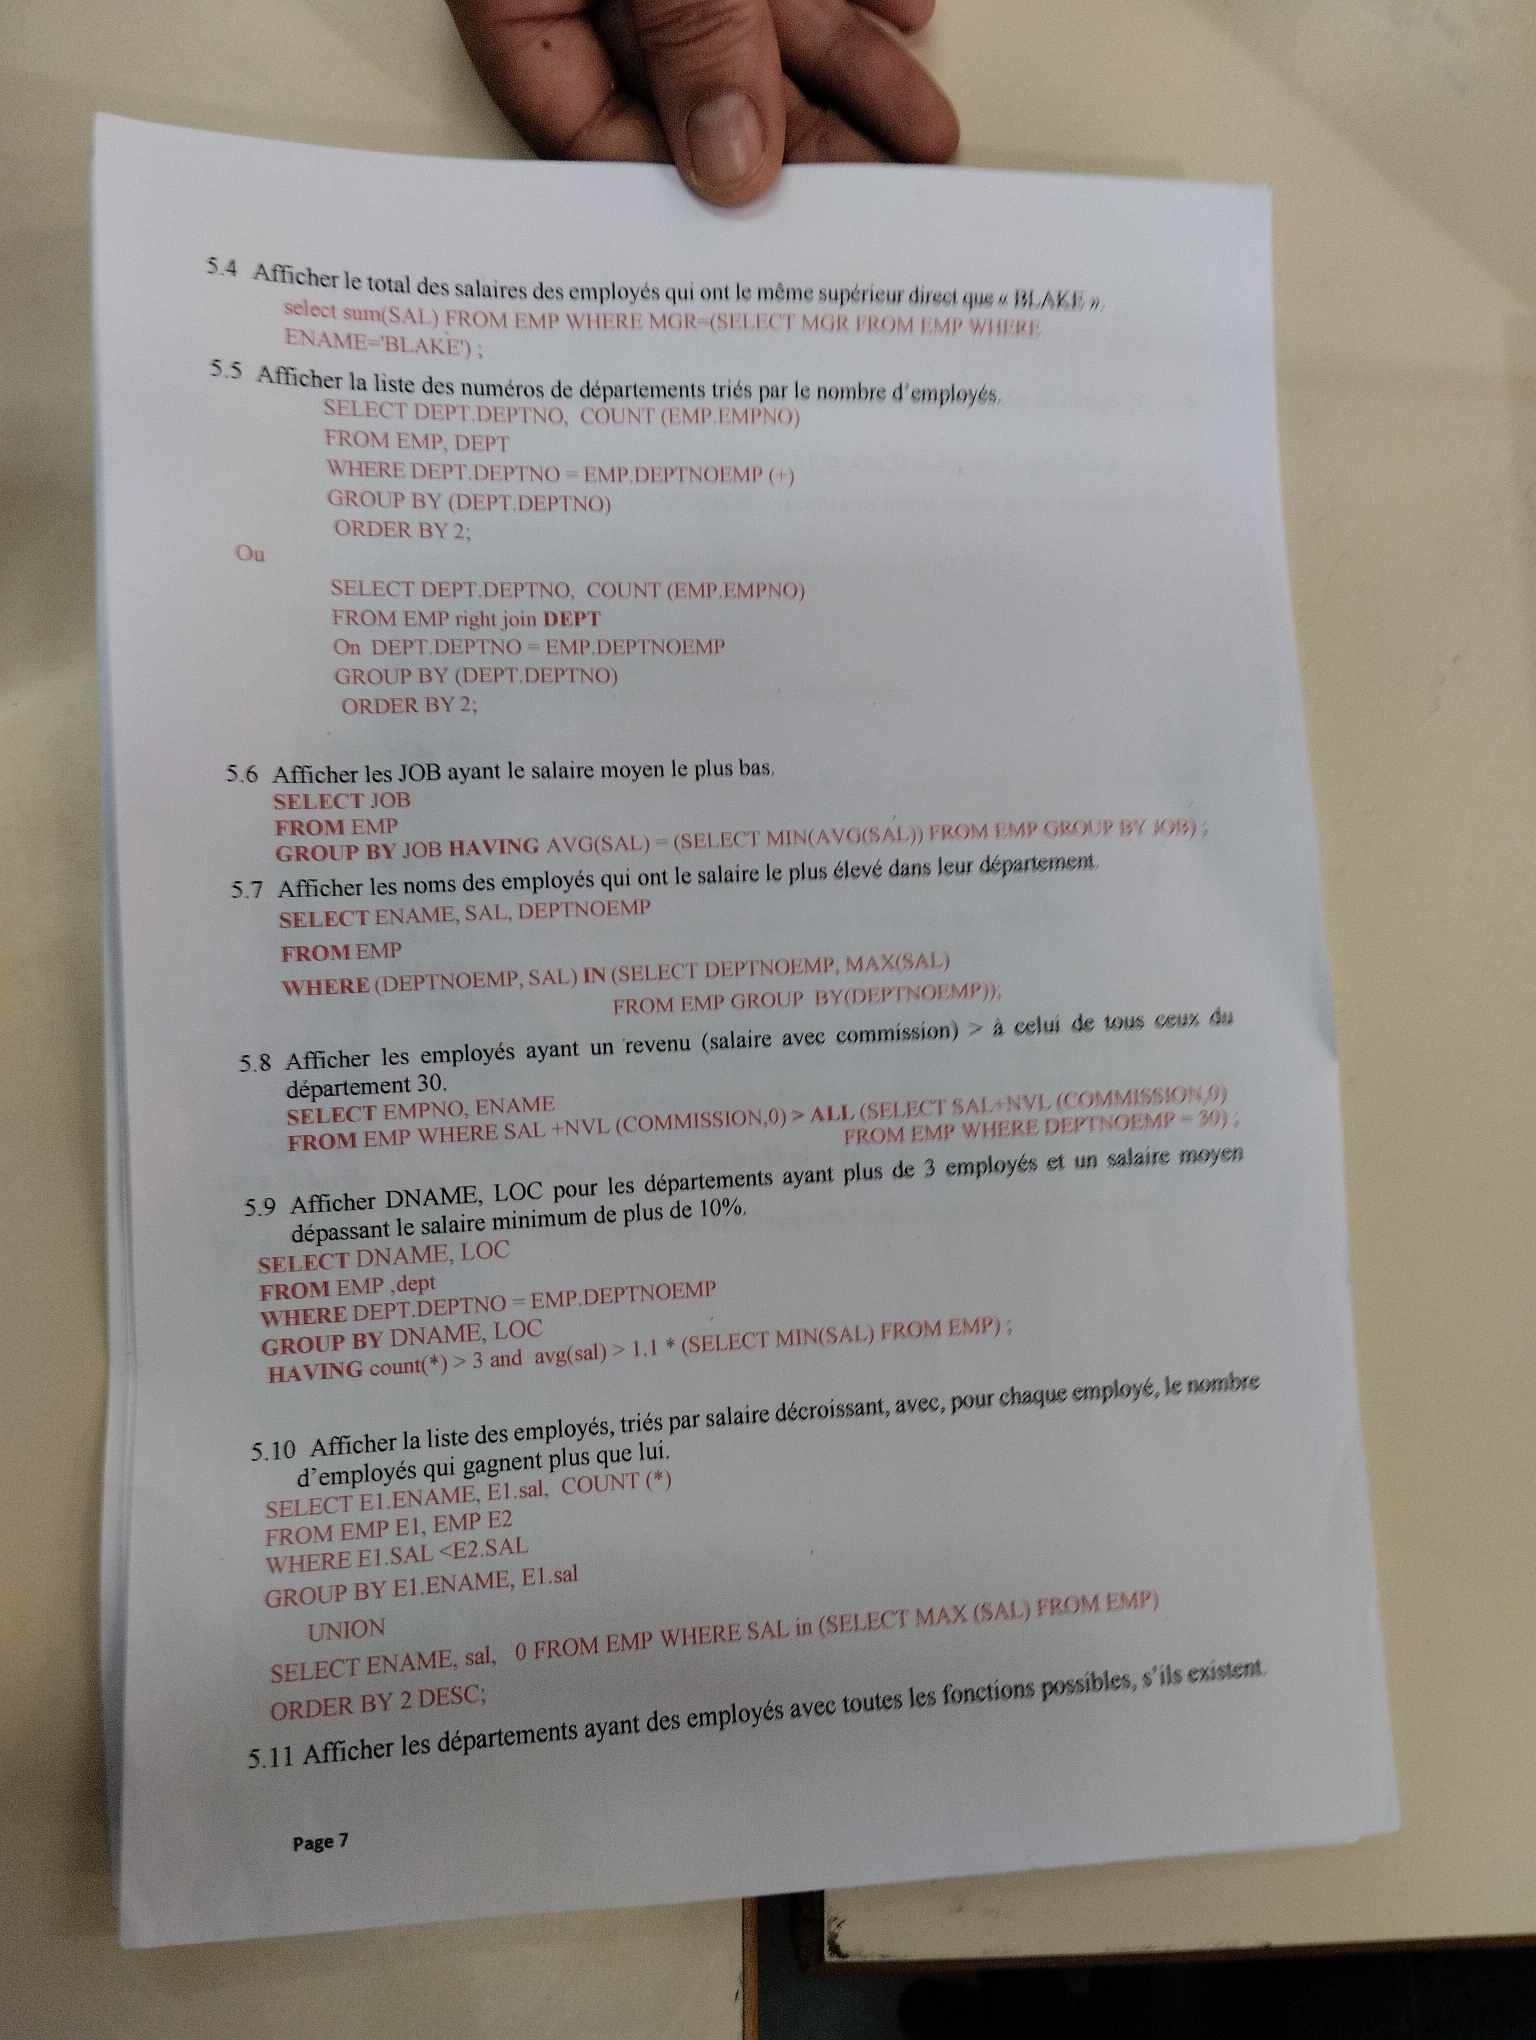 5.4 Afficher le total des salaires des employés qui ont le même supérieur direct que « BLAKE ».
select sum(SAL) FROM EMP WHERE MGR=(SELECT MGR FROM EMP WHERE
ENAME='BLAKE') ;
5.5 Afficher la liste des numéros de départements triés par le nombre d'employés.
SELECT DEPT.DEPTNO, COUNT (EMP.EMPNO)
FROM EMP, DEPT
WHERE DEPT.DEPTNO = EMP.DEPTNOEMP (+)
GROUP BY (DEPT.DEPTNO)
ORDER BY 2;
Ou
SELECT DEPT.DEPTNO, COUNT (EMP.EMPNO)
FROM EMP right join DEPT
On DEPT.DEPTNO = EMP.DEPTNOEMP
GROUP BY (DEPT.DEPTNO)
ORDER BY 2;
5.6 Afficher les JOB ayant le salaire moyen le plus bas.
SELECT JOB
FROM EMP
GROUP BY JOB HAVING AVG(SAL) = (SELECT MIN(AVG(SAL)) FROM EMP GROUP BY JOB) ;
5.7 Afficher les noms des employés qui ont le salaire le plus élevé dans leur département.
SELECT ENAME, SAL, DEPTNOEMP
FROM EMP
WHERE (DEPTNOEMP, SAL) IN (SELECT DEPTNOEMP, MAX(SAL)
FROM EMP GROUP BY(DEPTNOEMP));
5.8 Afficher les employés ayant un revenu (salaire avec commission) > à celui de tous ceux du
département 30.
SELECT EMPNO, ENAME
FROM EMP WHERE SAL +NVL (COMMISSION,0) > ALL (SELECT SAL+NVL (COMMISSION,0)
FROM EMP WHERE DEPTNOEMP = 30) ;
5.9 Afficher DNAME, LOC pour les départements ayant plus de 3 employés et un salaire moyen
dépassant le salaire minimum de plus de 10%.
SELECT DNAME, LOC
FROM EMP ,dept
WHERE DEPT.DEPTNO = EMP.DEPTNOEMP
GROUP BY DNAME, LOC
HAVING count(*) > 3 and avg(sal) > 1.1 * (SELECT MIN(SAL) FROM EMP) ;
5.10 Afficher la liste des employés, triés par salaire décroissant, avec, pour chaque employé, le nombre
d'employés qui gagnent plus que lui.
SELECT E1.ENAME, E1.sal, COUNT (*)
FROM EMP E1, EMP E2
WHERE E1.SAL <E2.SAL
GROUP BY E1.ENAME, E1.sal
UNION
SELECT ENAME, sal, 0 FROM EMP WHERE SAL in (SELECT MAX (SAL) FROM EMP)
ORDER BY 2 DESC;
5.11 Afficher les départements ayant des employés avec toutes les fonctions possibles, s'ils existent.
Page 7